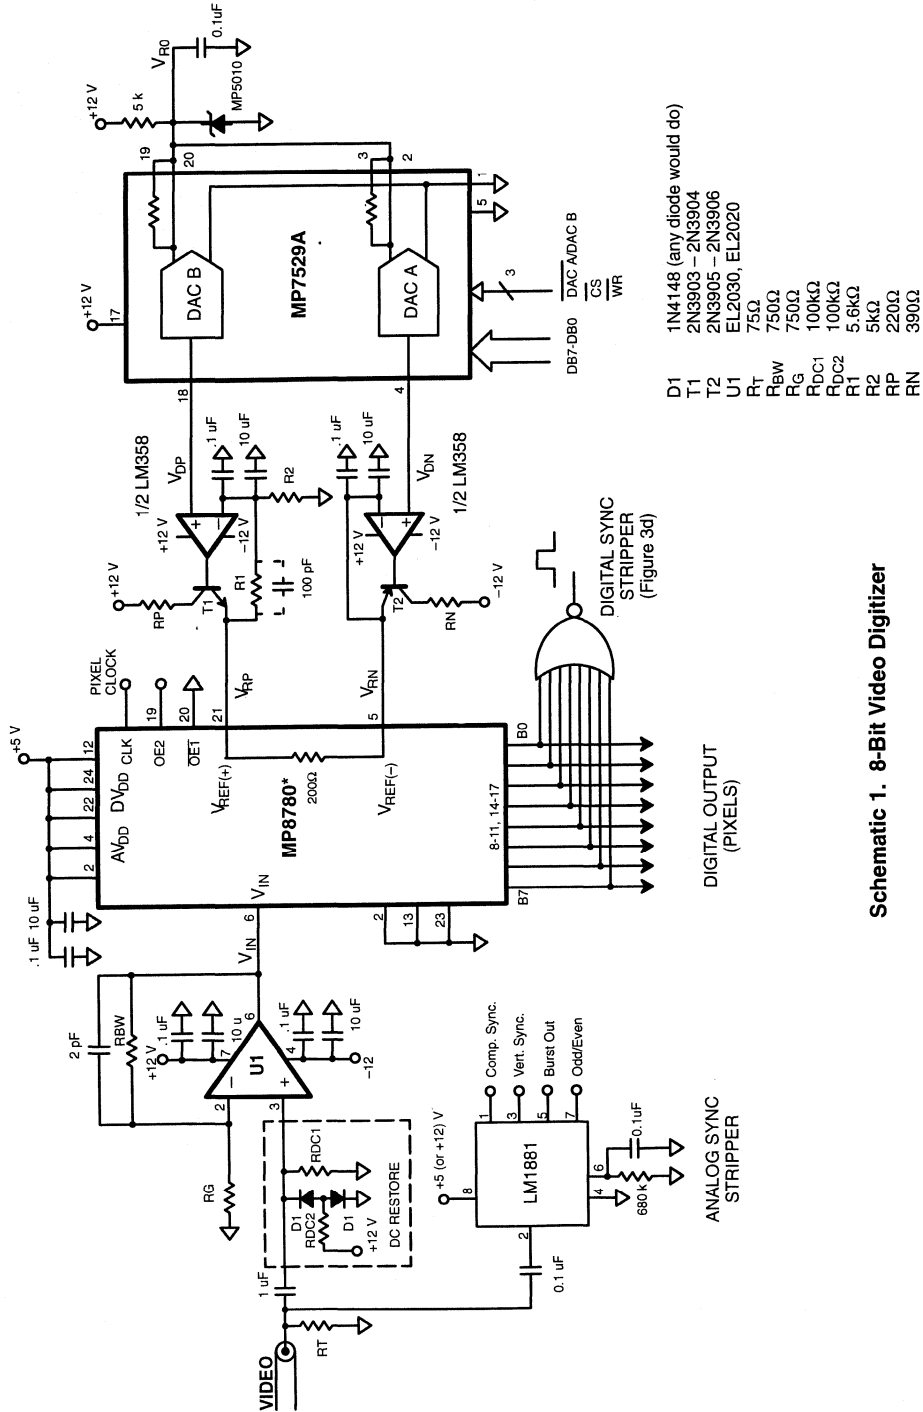 VIDEO
RT
1 uF
DC RESTORE
D1
RDC2
D1
+12 V
RDC1
RG
2 pF
RBW
+12 V
.1 uF
10 u
2
7
3
4
6
U1
–
+
.1 uF
10 uF
–12
0.1 uF
2
+5 (or +12) V
8
LM1881
1
3
5
7
Comp. Sync.
Vert. Sync.
Burst Out
Odd/Even
4
6
680 k
0.1uF
ANALOG SYNC
STRIPPER
.1 uF 10 uF
+5 V
2
4
22
24
12
AVDD
DVDD
CLK
PIXEL
CLOCK
OE2
19
OE1
20
VIN
6
VIN
MP8780*
VREF(+)
200Ω
VREF(−)
21
VRP
5
VRN
2
13
23
8-11, 14-17
B7
B0
DIGITAL OUTPUT
(PIXELS)
DIGITAL SYNC
STRIPPER
(Figure 3d)
+12 V
RP
T1
R1
100 pF
+12 V
–12 V
+
–
1/2 LM358
VDP
.1 uF
10 uF
R2
T2
RN
–12 V
+12 V
–12 V
–
+
.1 uF
10 uF
VDN
1/2 LM358
18
4
+12 V
17
DAC B
MP7529A
DAC A
19
20
3
2
1
5
DB7-DB0
3
DAC A/DAC B
CS
WR
+12 V
5 k
VR0
0.1uF
MP5010
D1 1N4148 (any diode would do)
T1 2N3903 – 2N3904
T2 2N3905 – 2N3906
U1 EL2030, EL2020
RT 75Ω
RBW 750Ω
RG 750Ω
RDC1 100kΩ
RDC2 100kΩ
R1 5.6kΩ
R2 5kΩ
RP 220Ω
RN 390Ω
Schematic 1. 8-Bit Video Digitizer